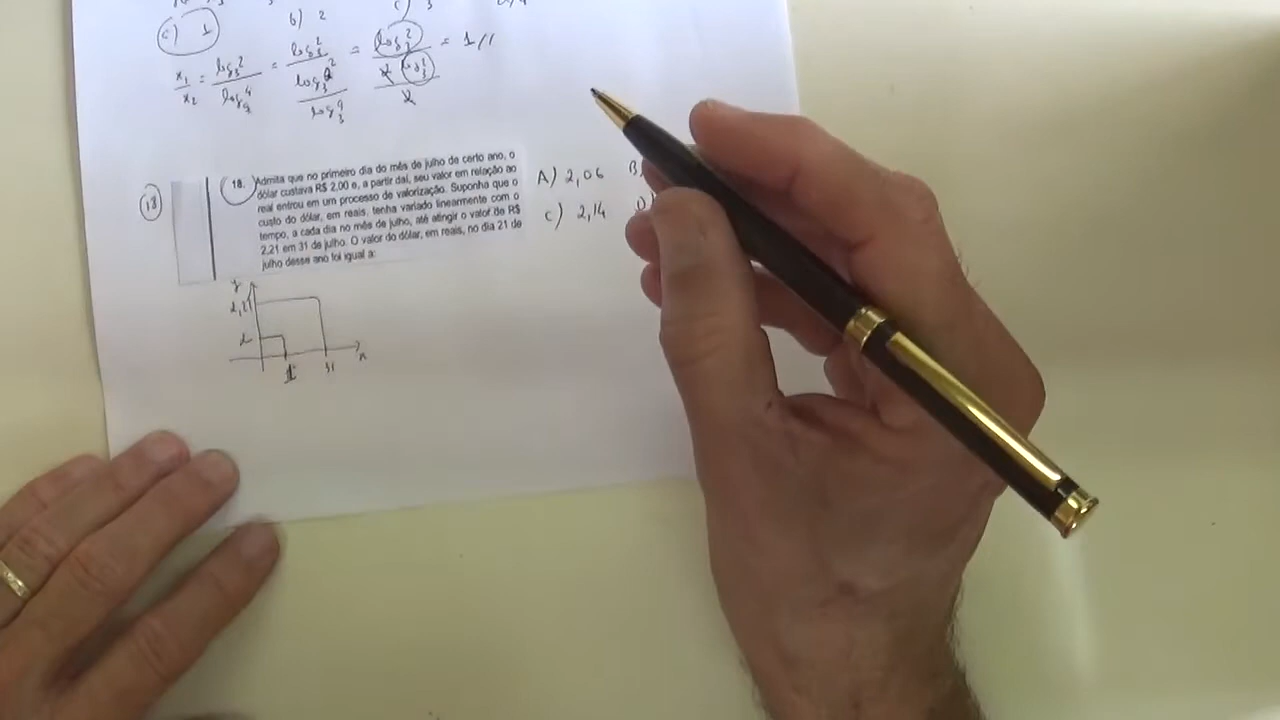 b) 2
c) 1
x₁/x₂ = log₃2/log₉4 = log₃2/(log₃2²/log₃9) = log₃2/(2 log₃2/2) = 1//
18
18. Admita que no primeiro dia do mês de julho de certo ano, o
dólar custava R$ 2,00 e, a partir daí, seu valor em relação ao
real entrou em um processo de valorização. Suponha que o
custo do dólar, em reais, tenha variado linearmente com o
tempo, a cada dia no mês de julho, até atingir o valor de R$
2,21 em 31 de julho. O valor do dólar, em reais, no dia 21 de
julho desse ano foi igual a:
A) 2,06 B)
C) 2,14 D)
y
2,21
2
1 31 x